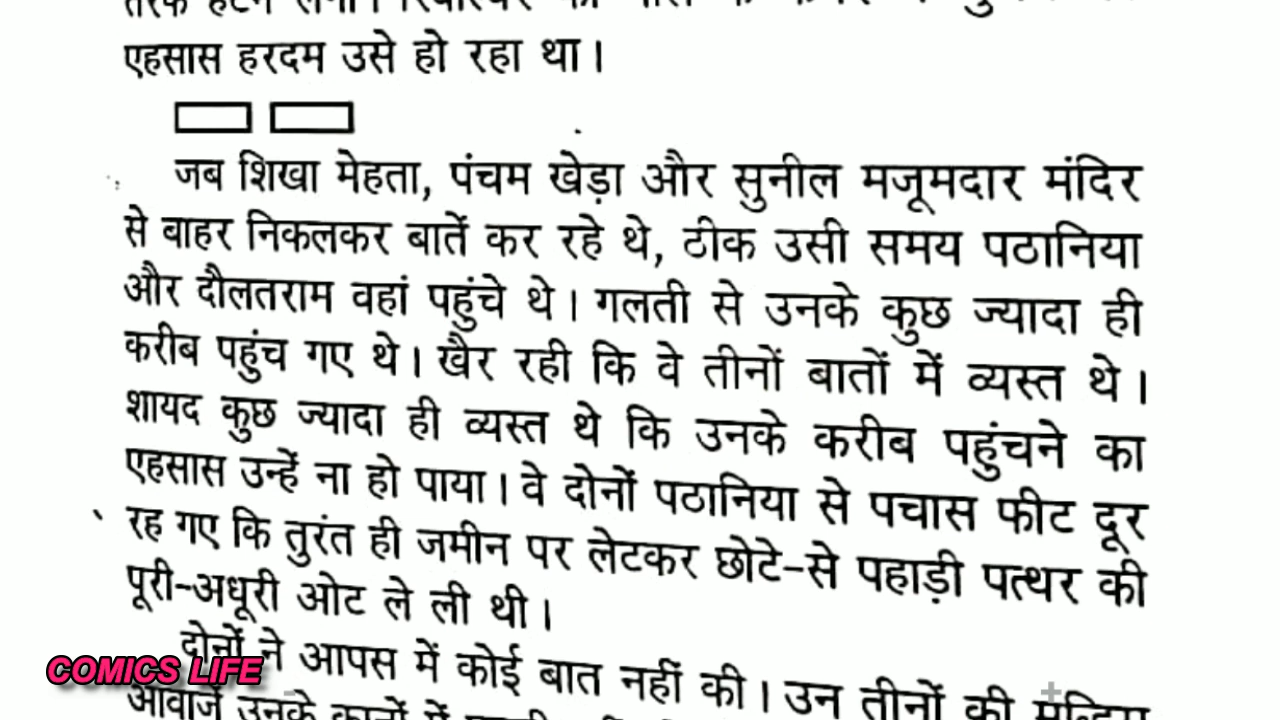 एहसास हरदम उसे हो रहा था।
जब शिखा मेहता, पंचम खेड़ा और सुनील मजूमदार मंदिर
से बाहर निकलकर बातें कर रहे थे, ठीक उसी समय पठानिया
और दौलतराम वहां पहुंचे थे। गलती से उनके कुछ ज्यादा ही
करीब पहुंच गए थे। खैर रही कि वे तीनों बातों में व्यस्त थे।
शायद कुछ ज्यादा ही व्यस्त थे कि उनके करीब पहुंचने का
एहसास उन्हें ना हो पाया। वे दोनों पठानिया से पचास फीट दूर
रह गए कि तुरंत ही जमीन पर लेटकर छोटे-से पहाड़ी पत्थर की
पूरी-अधूरी ओट ले ली थी।
दोनों ने आपस में कोई बात नहीं की। उन तीनों की
आवाजें उनके कानों में
COMICS LIFE